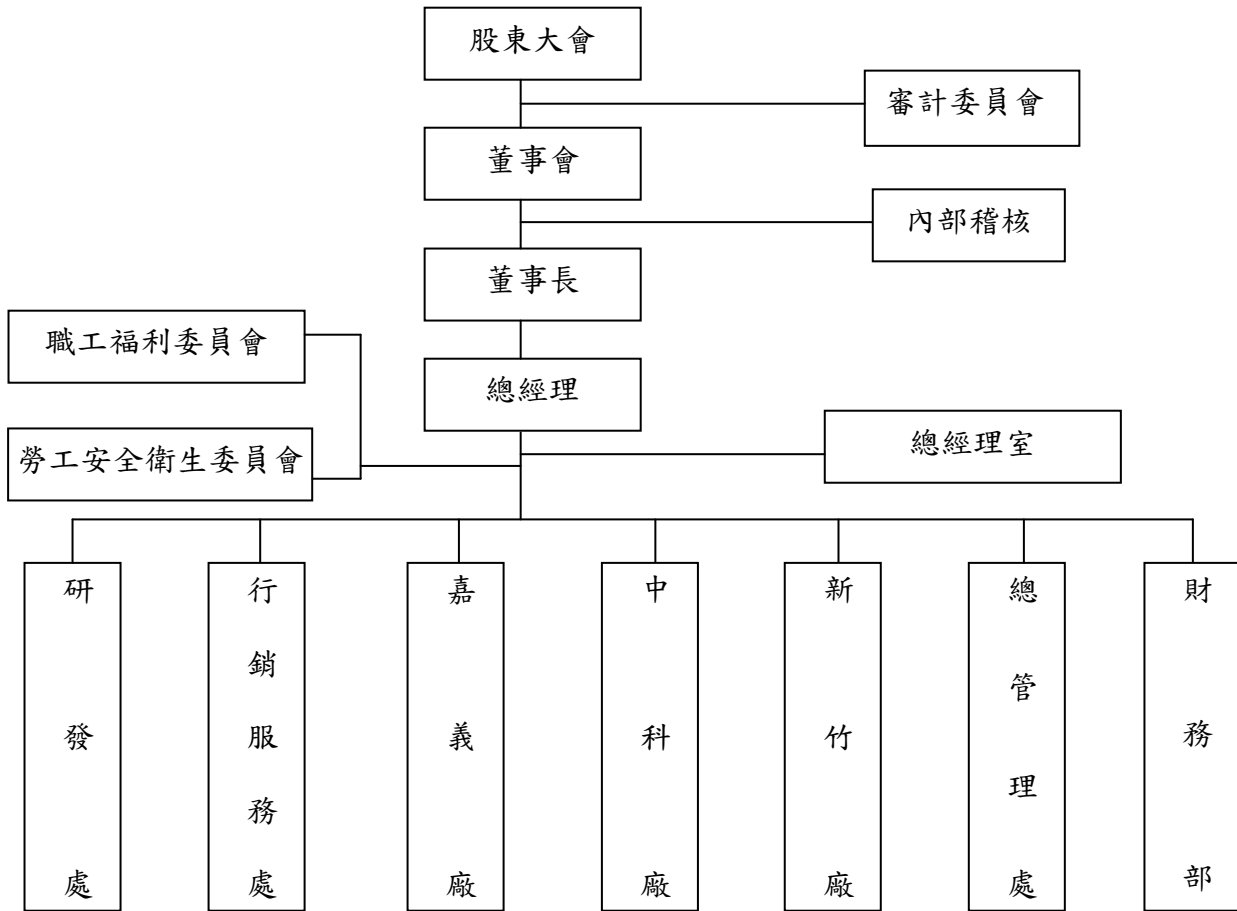 股東大會
審計委員會
董事會
內部稽核
董事長
職工福利委員會
總經理
勞工安全衛生委員會
總經理室
研發處
行銷服務處
嘉義廠
中科廠
新竹廠
總管理處
財務部